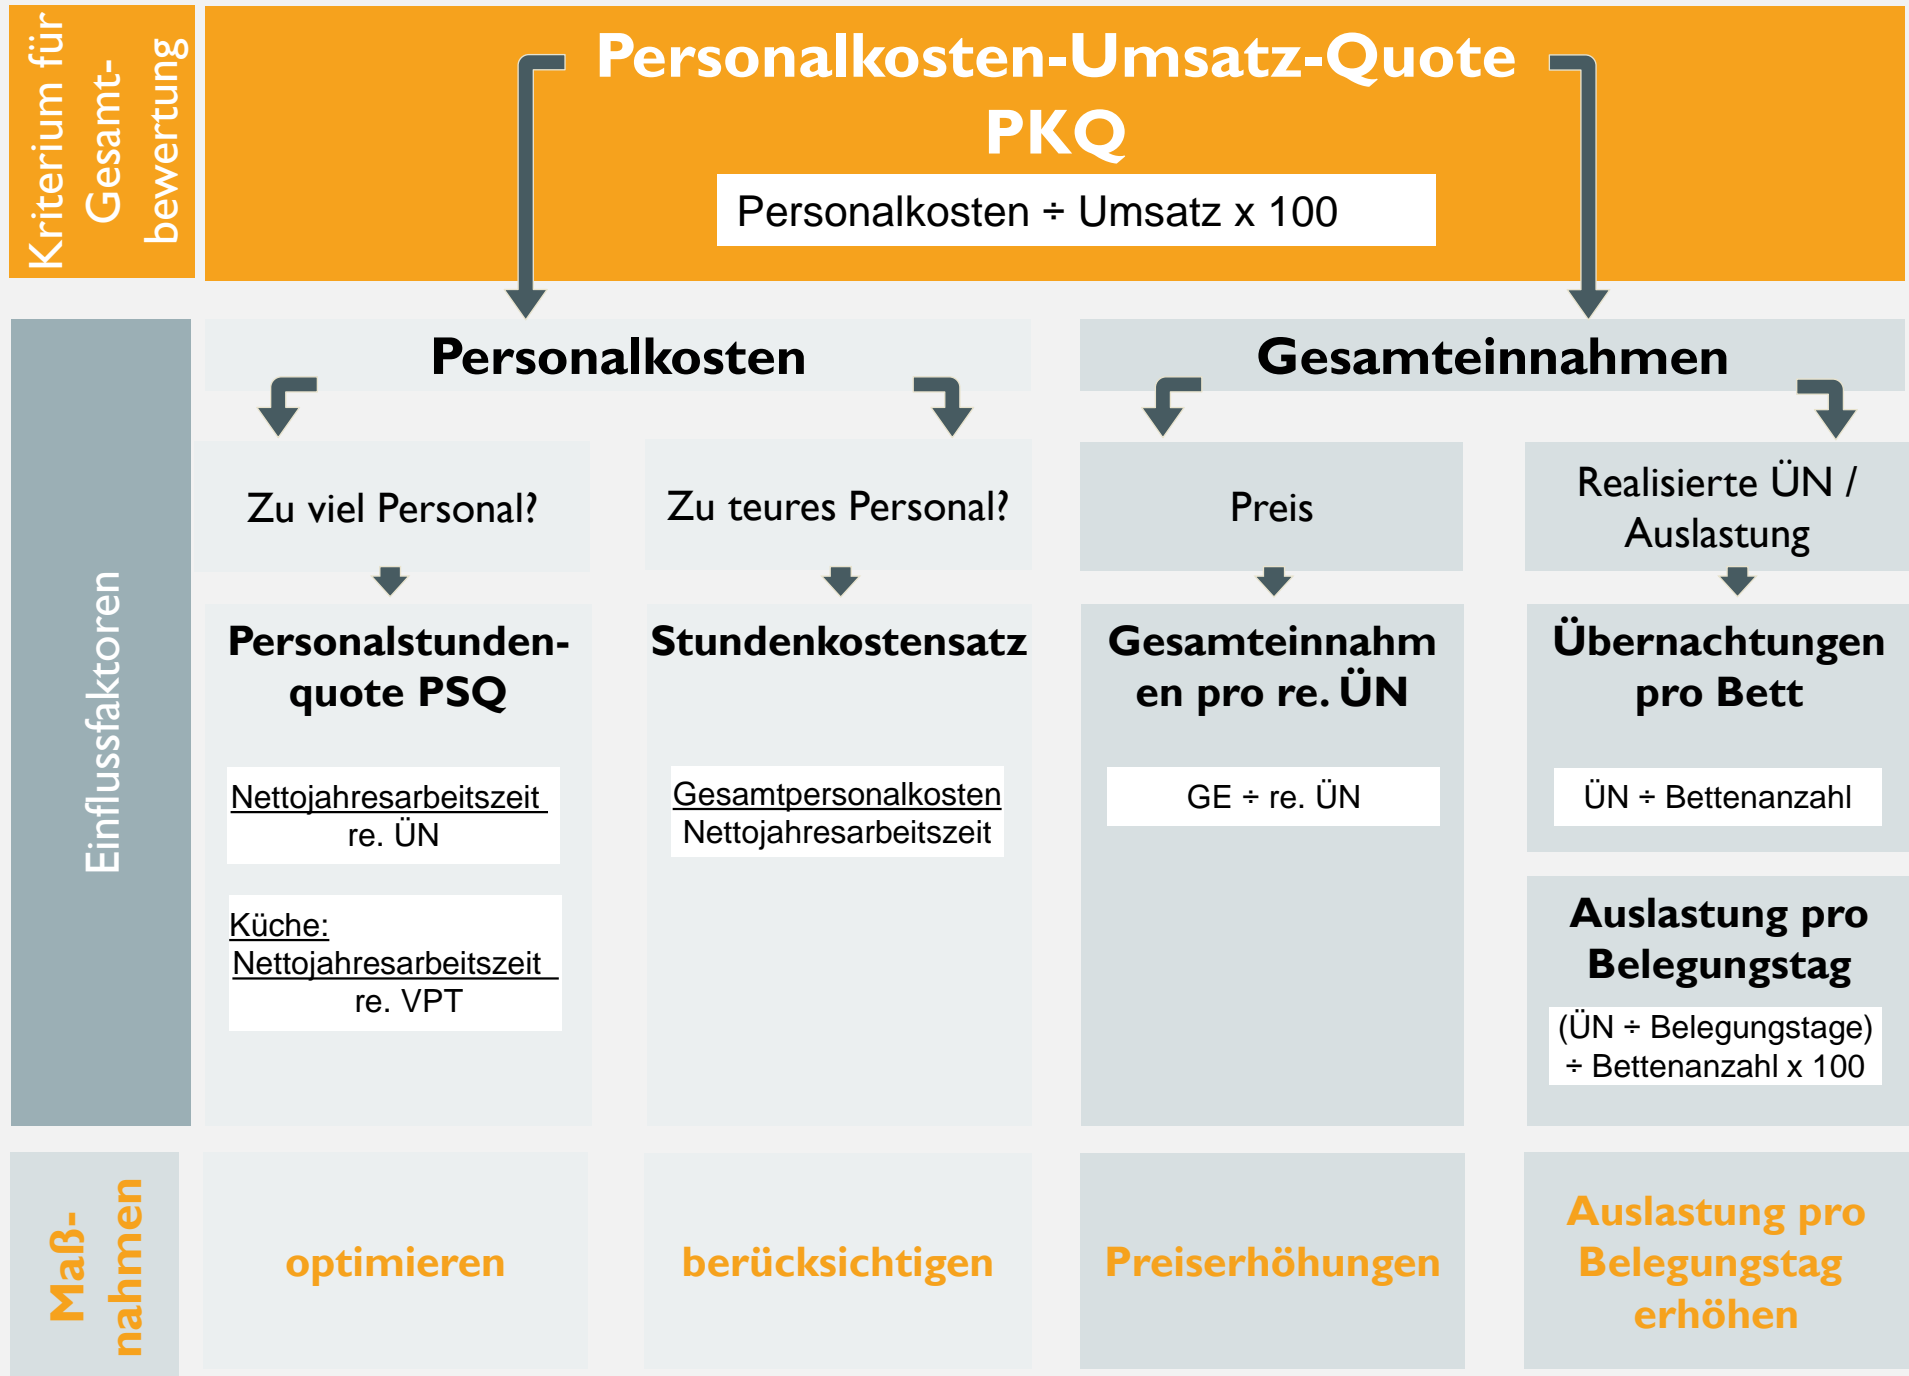 Kriterium für
Gesamt-
bewertung
Personalkosten-Umsatz-Quote
PKQ
Personalkosten ÷ Umsatz x 100
Einflussfaktoren
Personalkosten
Gesamteinnahmen
Zu viel Personal?
Zu teures Personal?
Preis
Realisierte ÜN /
Auslastung
Personalstunden-
quote PSQ
Nettojahresarbeitszeit
re. ÜN
Küche:
Nettojahresarbeitszeit
re. VPT
Stundenkostensatz
Gesamtpersonalkosten
Nettojahresarbeitszeit
Gesamteinnahm
en pro re. ÜN
GE ÷ re. ÜN
Übernachtungen
pro Bett
ÜN ÷ Bettenanzahl
Auslastung pro
Belegungstag
(ÜN ÷ Belegungstage)
÷ Bettenanzahl x 100
Maß-
nahmen
optimieren
berücksichtigen
Preiserhöhungen
Auslastung pro
Belegungstag
erhöhen